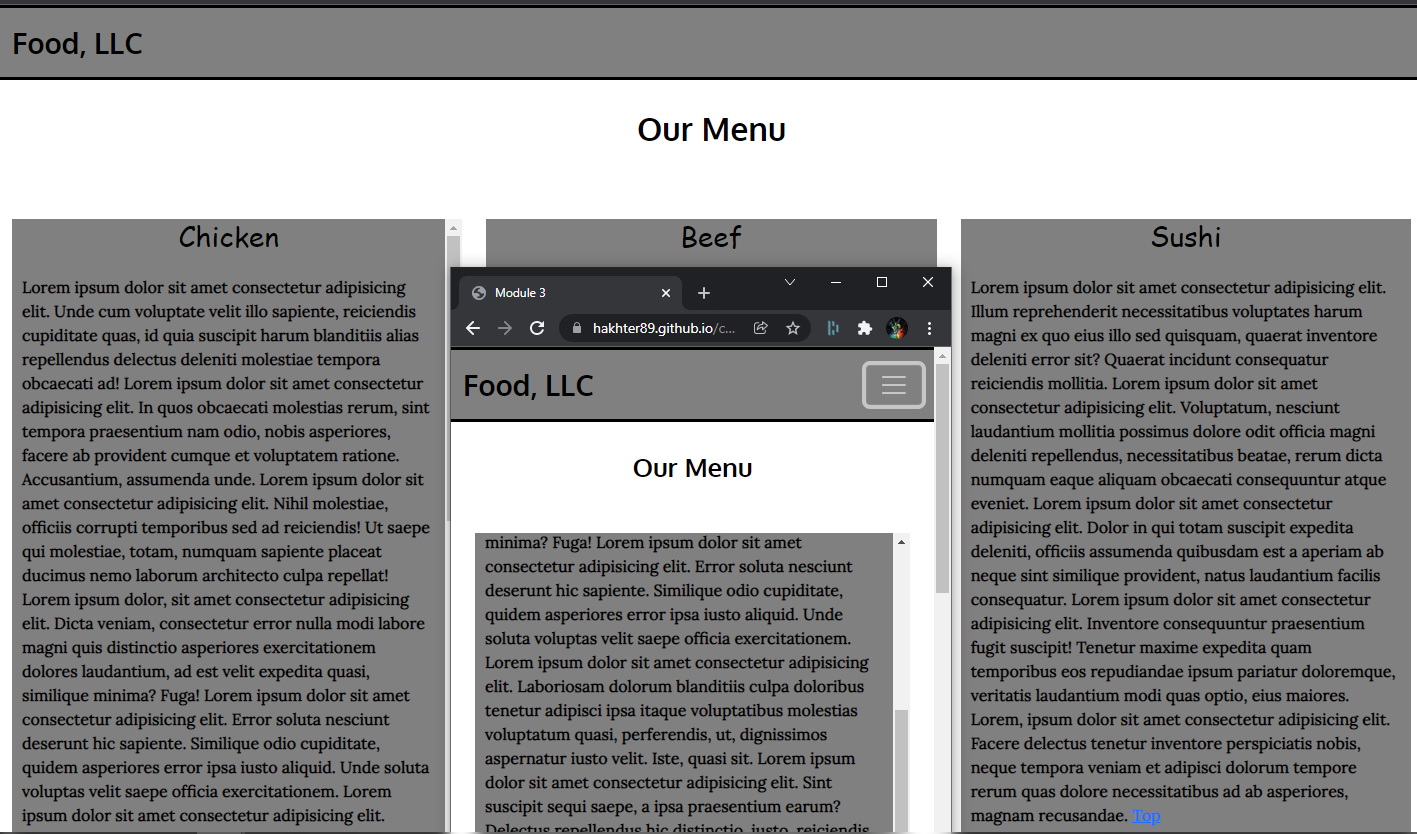 Food, LLC
Our Menu
Chicken
Lorem ipsum dolor sit amet consectetur adipisicing
elit. Unde cum voluptate velit illo sapiente, reiciendis
cupiditate quas, id quia suscipit harum blanditiis alias
repellendus delectus deleniti molestiae tempora
obcaecati ad! Lorem ipsum dolor sit amet consectetur
adipisicing elit. In quos obcaecati molestias rerum, sint
tempora praesentium nam odio, nobis asperiores,
facere ab provident cumque et voluptatem ratione.
Accusantium, assumenda unde. Lorem ipsum dolor sit
amet consectetur adipisicing elit. Nihil molestiae,
officiis corrupti temporibus sed ad reiciendis! Ut saepe
qui molestiae, totam, numquam sapiente placeat
ducimus nemo laborum architecto culpa repellat!
Lorem ipsum dolor, sit amet consectetur adipisicing
elit. Dicta veniam, consectetur error nulla modi labore
magni quis distinctio asperiores exercitationem
dolores laudantium, ad est velit expedita quasi,
similique minima? Fuga! Lorem ipsum dolor sit amet
consectetur adipisicing elit. Error soluta nesciunt
deserunt hic sapiente. Similique odio cupiditate,
quidem asperiores error ipsa iusto aliquid. Unde soluta
voluptas velit saepe officia exercitationem. Lorem
ipsum dolor sit amet consectetur adipisicing elit.
Beef
Module 3
hakhter89.github.io/c...
Food, LLC
Our Menu
minima? Fuga! Lorem ipsum dolor sit amet
consectetur adipisicing elit. Error soluta nesciunt
deserunt hic sapiente. Similique odio cupiditate,
quidem asperiores error ipsa iusto aliquid. Unde
soluta voluptas velit saepe officia exercitationem.
Lorem ipsum dolor sit amet consectetur adipisicing
elit. Laboriosam dolorum blanditiis culpa doloribus
tenetur adipisci ipsa itaque voluptatibus molestias
voluptatum quasi, perferendis, ut, dignissimos
aspernatur iusto velit. Iste, quasi sit. Lorem ipsum
dolor sit amet consectetur adipisicing elit. Sint
suscipit sequi saepe, a ipsa praesentium earum?
Delectus repellendus hic distinctio, iusto, reiciendis
Sushi
Lorem ipsum dolor sit amet consectetur adipisicing elit.
Illum reprehenderit necessitatibus voluptates harum
magni ex quo eius illo sed quisquam, quaerat inventore
deleniti error sit? Quaerat incidunt consequatur
reiciendis mollitia. Lorem ipsum dolor sit amet
consectetur adipisicing elit. Voluptatum, nesciunt
laudantium mollitia possimus dolore odit officia magni
deleniti repellendus, necessitatibus beatae, rerum dicta
numquam eaque aliquam obcaecati consequuntur atque
eveniet. Lorem ipsum dolor sit amet consectetur
adipisicing elit. Dolor in qui totam suscipit expedita
deleniti, officiis assumenda quibusdam est a aperiam ab
neque sint similique provident, natus laudantium facilis
consequatur. Lorem ipsum dolor sit amet consectetur
adipisicing elit. Inventore consequuntur praesentium
fugit suscipit! Tenetur maxime expedita quam
temporibus eos repudiandae ipsum pariatur doloremque,
veritatis laudantium modi quas optio, eius maiores.
Lorem, ipsum dolor sit amet consectetur adipisicing elit.
Facere delectus tenetur inventore perspiciatis nobis,
neque tempora veniam et adipisci dolorum tempore
rerum quas dolore necessitatibus ad ab asperiores,
magnam recusandae. Top